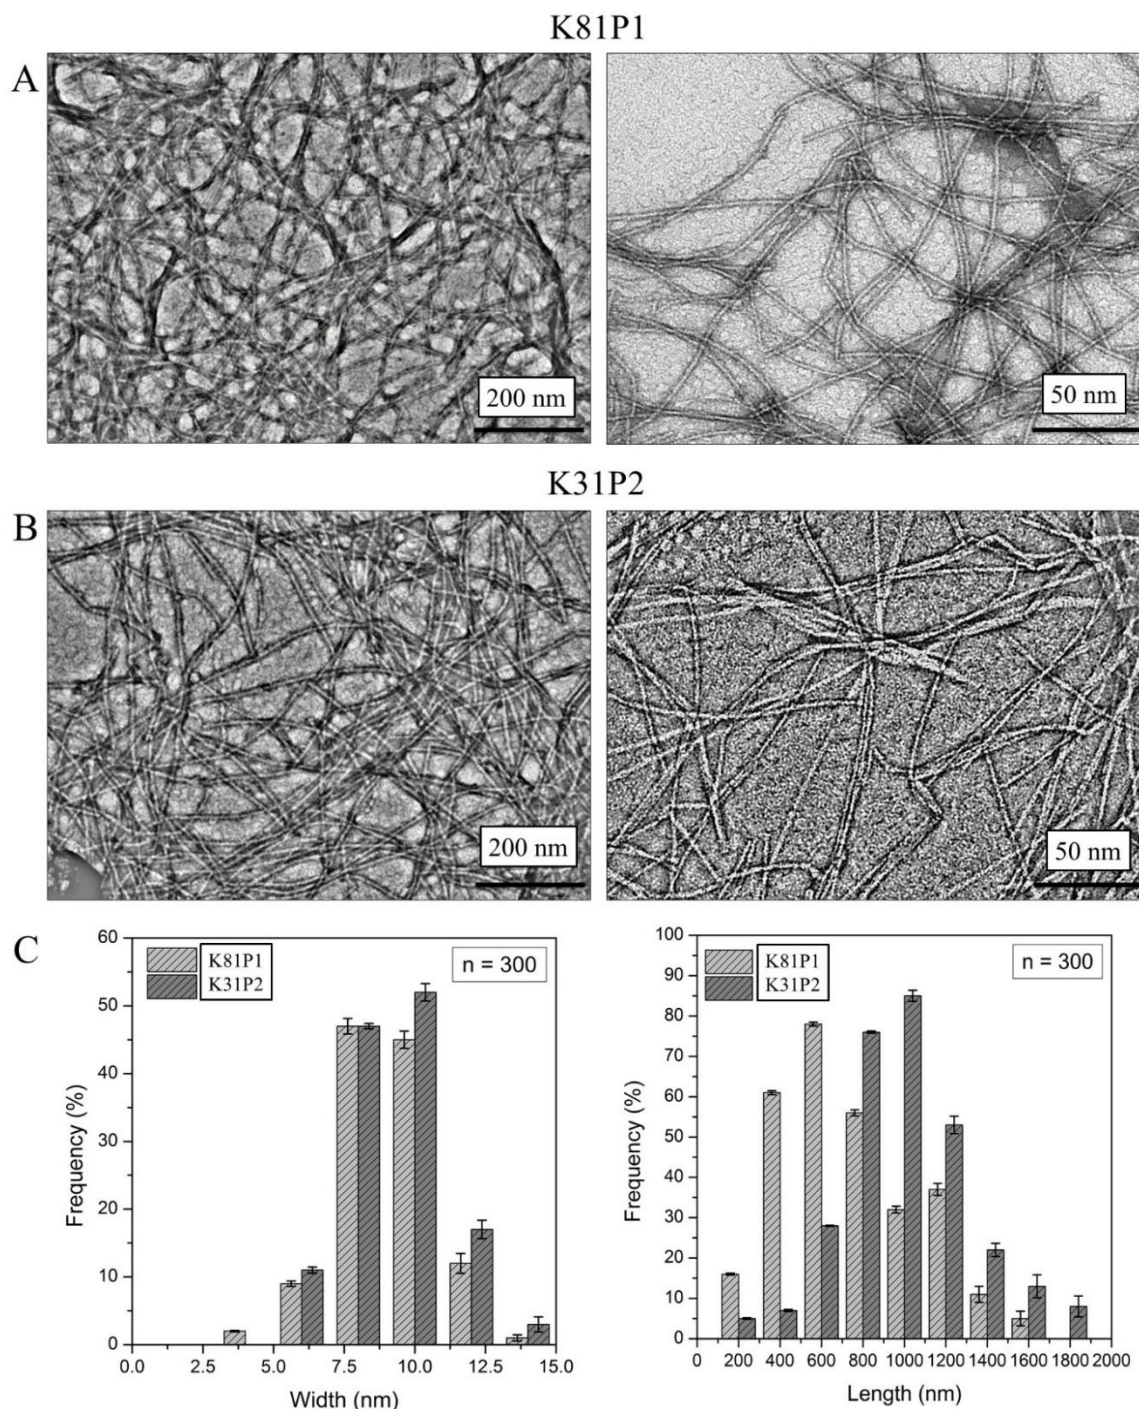 K81P1
A
200 nm
50 nm
K31P2
B
200 nm
50 nm
C
60
50
40
30
20
10
0
Frequency (%)
K81P1
K31P2
n = 300
0.0 2.5 5.0 7.5 10.0 12.5 15.0
Width (nm)
100
90
80
70
60
50
40
30
20
10
0
Frequency (%)
K81P1
K31P2
n = 300
0 200 400 600 800 1000 1200 1400 1600 1800 2000
Length (nm)